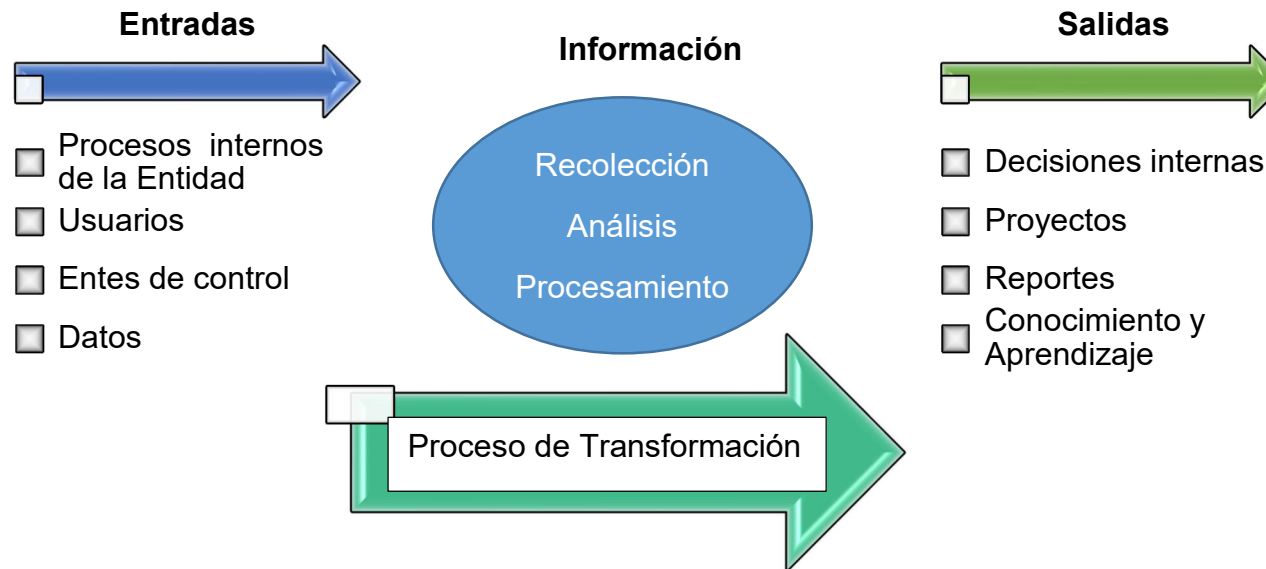 Entradas
Procesos internos
de la Entidad
Usuarios
Entes de control
Datos
Información
Recolección
Análisis
Procesamiento
Proceso de Transformación
Salidas
Decisiones internas
Proyectos
Reportes
Conocimiento y
Aprendizaje